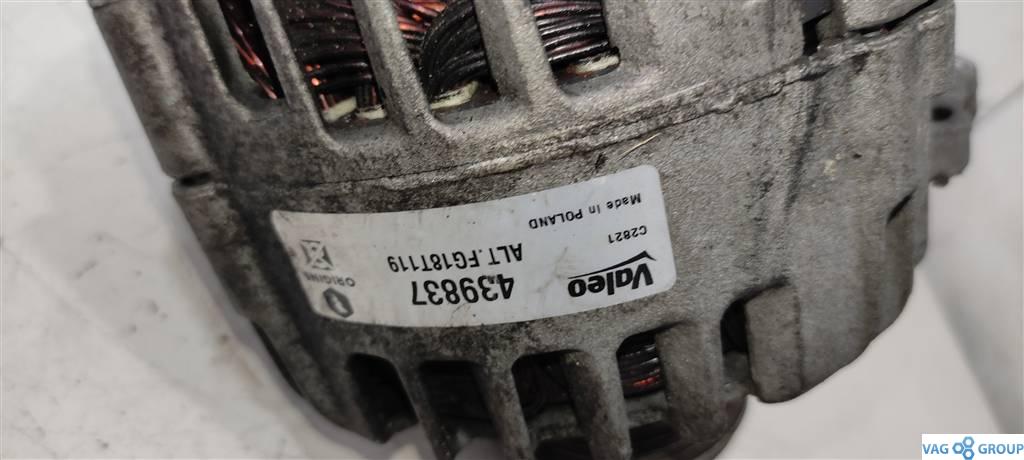 Valeo
439837
ALT.FG18T119
ORIGINE
C2821
Made in POLAND
VAG GROUP